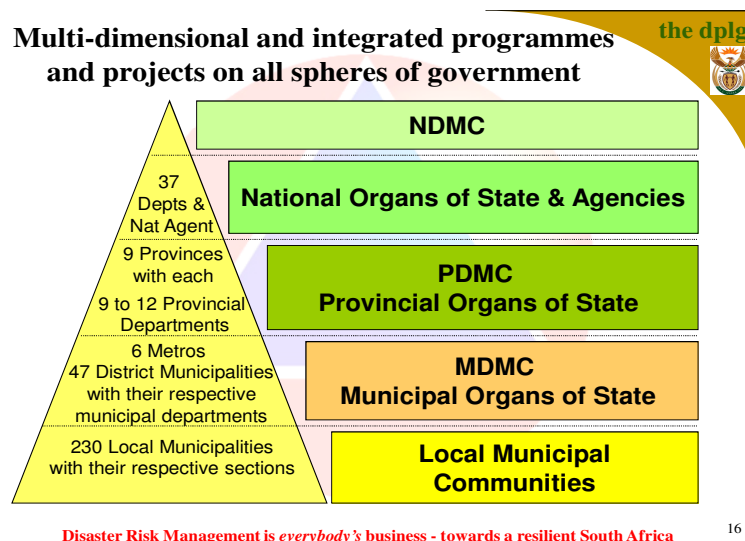 Multi-dimensional and integrated programmes
and projects on all spheres of government
the dplg
NDMC
37
Depts &
Nat Agent
National Organs of State & Agencies
9 Provinces
with each
9 to 12 Provincial
Departments
PDMC
Provincial Organs of State
6 Metros
47 District Municipalities
with their respective
municipal departments
MDMC
Municipal Organs of State
230 Local Municipalities
with their respective sections
Local Municipal
Communities
Disaster Risk Management is everybody's business - towards a resilient South Africa
16